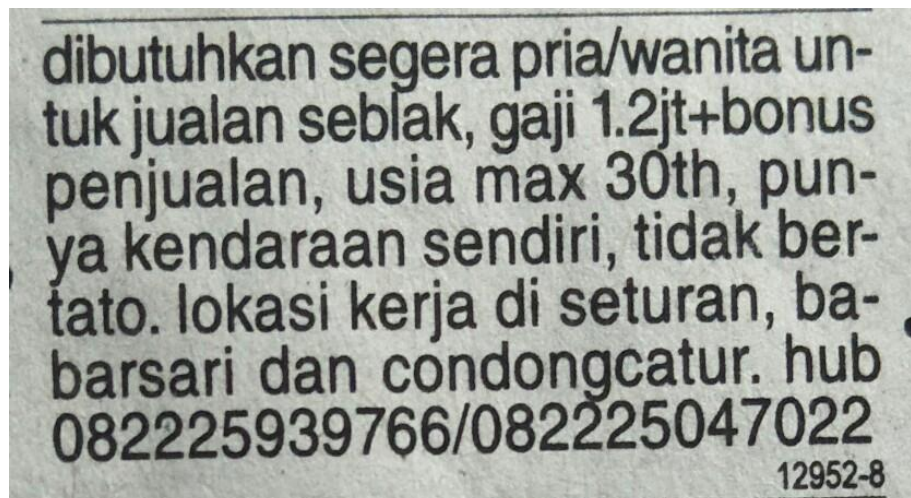 dibutuhkan segera pria/wanita un-
tuk jualan seblak, gaji 1.2jt+bonus
penjualan, usia max 30th, pun-
ya kendaraan sendiri, tidak ber-
tato. lokasi kerja di seturan, ba-
barsari dan condongcatur. hub
082225939766/082225047022
12952-8